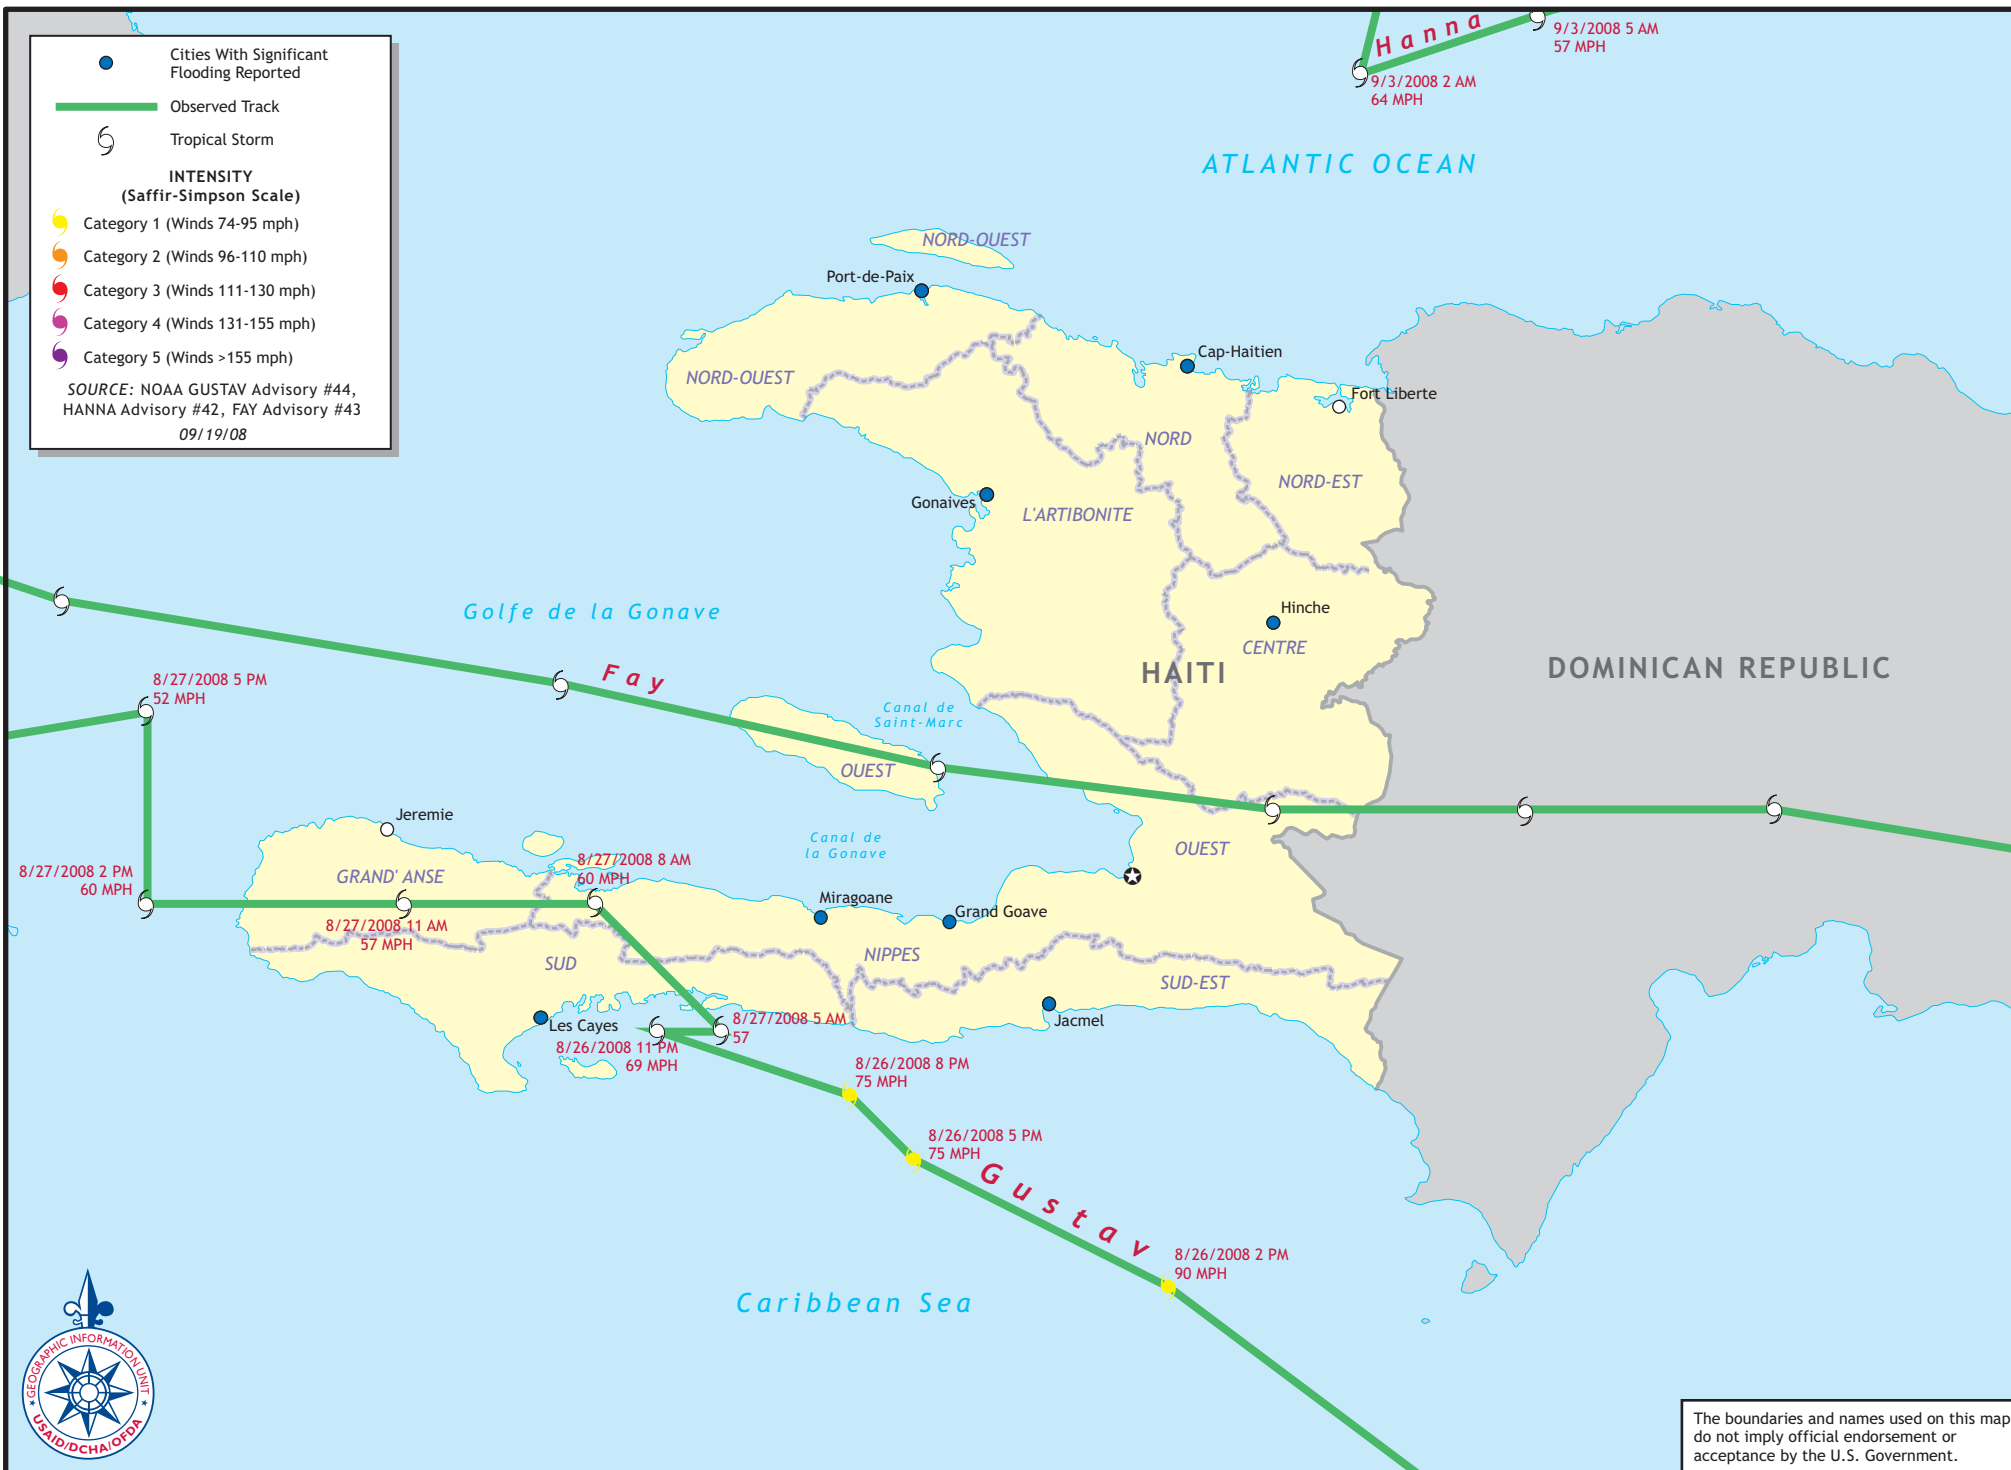 Cities With Significant
Flooding Reported
Observed Track
Tropical Storm
INTENSITY
(Saffir-Simpson Scale)
Category 1 (Winds 74-95 mph)
Category 2 (Winds 96-110 mph)
Category 3 (Winds 111-130 mph)
Category 4 (Winds 131-155 mph)
Category 5 (Winds >155 mph)
SOURCE: NOAA GUSTAV Advisory #44,
HANNA Advisory #42, FAY Advisory #43
09/19/08
Hanna
9/3/2008 5 AM
57 MPH
9/3/2008 2 AM
64 MPH
ATLANTIC OCEAN
NORD-OUEST
Port-de-Paix
Cap-Haitien
NORD-OUEST
Fort Liberte
NORD
NORD-EST
Gonaives
L'ARTIBONITE
Golfe de la Gonave
Hinche
CENTRE
HAITI
DOMINICAN REPUBLIC
Fay
8/27/2008 5 PM
52 MPH
Canal de
Saint-Marc
OUEST
Jeremie
Canal de
la Gonave
OUEST
8/27/2008 8 AM
60 MPH
GRAND' ANSE
8/27/2008 2 PM
60 MPH
Miragoane
Grand Goave
8/27/2008 11 AM
57 MPH
NIPPES
SUD
SUD-EST
Les Cayes
8/27/2008 5 AM
57
Jacmel
8/26/2008 11 PM
69 MPH
8/26/2008 8 PM
75 MPH
8/26/2008 5 PM
75 MPH
Gustav
8/26/2008 2 PM
90 MPH
Caribbean Sea
GEOGRAPHIC INFORMATION UNIT
USAID/DCHA/OFDA
The boundaries and names used on this map
do not imply official endorsement or
acceptance by the U.S. Government.